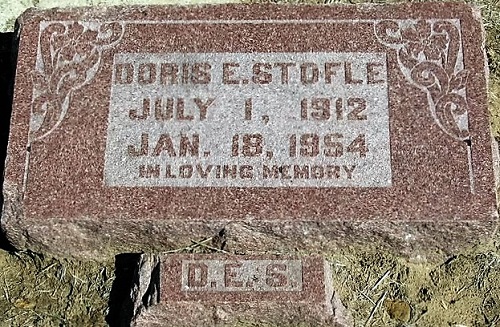 DORIS E. STOFLE
JULY 1, 1912
JAN. 18, 1954
IN LOVING MEMORY
D. E. S.